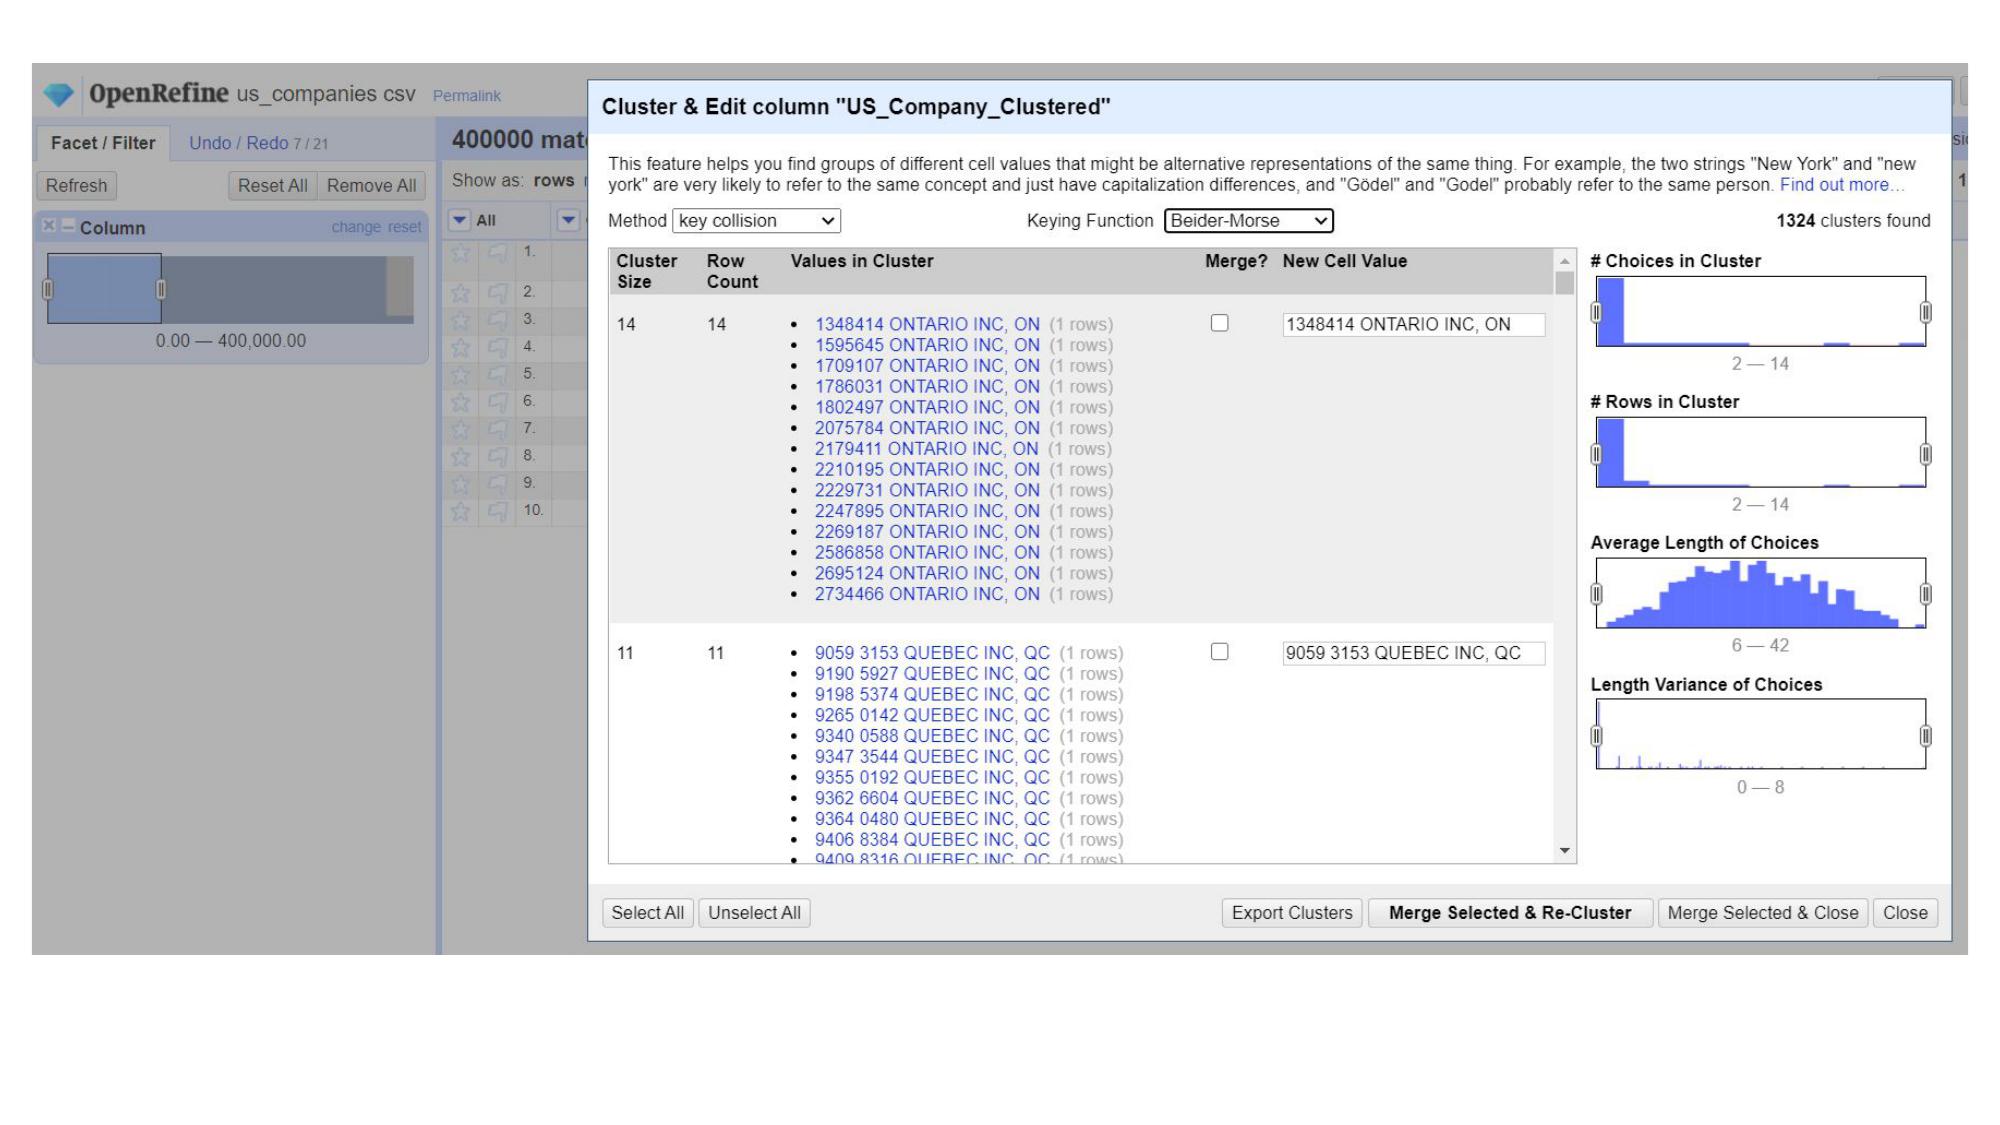 OpenRefine us_companies csv Permalink
Facet / Filter Undo / Redo 7 / 21
Refresh Reset All Remove All
Column change reset
0.00 — 400,000.00
400000
Show as: rows
All
1.
2.
3.
4.
5.
6.
7.
8.
9.
10.
Cluster & Edit column "US_Company_Clustered"
This feature helps you find groups of different cell values that might be alternative representations of the same thing. For example, the two strings "New York" and "new
york" are very likely to refer to the same concept and just have capitalization differences, and "Gödel" and "Godel" probably refer to the same person. Find out more...
Method key collision Keying Function Beider-Morse 1324 clusters found
Cluster Size Row Count Values in Cluster Merge? New Cell Value
14 14 • 1348414 ONTARIO INC, ON (1 rows) 1348414 ONTARIO INC, ON
• 1595645 ONTARIO INC, ON (1 rows)
• 1709107 ONTARIO INC, ON (1 rows)
• 1786031 ONTARIO INC, ON (1 rows)
• 1802497 ONTARIO INC, ON (1 rows)
• 2075784 ONTARIO INC, ON (1 rows)
• 2179411 ONTARIO INC, ON (1 rows)
• 2210195 ONTARIO INC, ON (1 rows)
• 2229731 ONTARIO INC, ON (1 rows)
• 2247895 ONTARIO INC, ON (1 rows)
• 2269187 ONTARIO INC, ON (1 rows)
• 2586858 ONTARIO INC, ON (1 rows)
• 2695124 ONTARIO INC, ON (1 rows)
• 2734466 ONTARIO INC, ON (1 rows)
11 11 • 9059 3153 QUEBEC INC, QC (1 rows) 9059 3153 QUEBEC INC, QC
• 9190 5927 QUEBEC INC, QC (1 rows)
• 9198 5374 QUEBEC INC, QC (1 rows)
• 9265 0142 QUEBEC INC, QC (1 rows)
• 9340 0588 QUEBEC INC, QC (1 rows)
• 9347 3544 QUEBEC INC, QC (1 rows)
• 9355 0192 QUEBEC INC, QC (1 rows)
• 9362 6604 QUEBEC INC, QC (1 rows)
• 9364 0480 QUEBEC INC, QC (1 rows)
• 9406 8384 QUEBEC INC, QC (1 rows)
• 9409 8316 QUEBEC INC, QC (1 rows)
# Choices in Cluster
2 — 14
# Rows in Cluster
2 — 14
Average Length of Choices
6 — 42
Length Variance of Choices
0 — 8
Select All Unselect All Export Clusters Merge Selected & Re-Cluster Merge Selected & Close Close